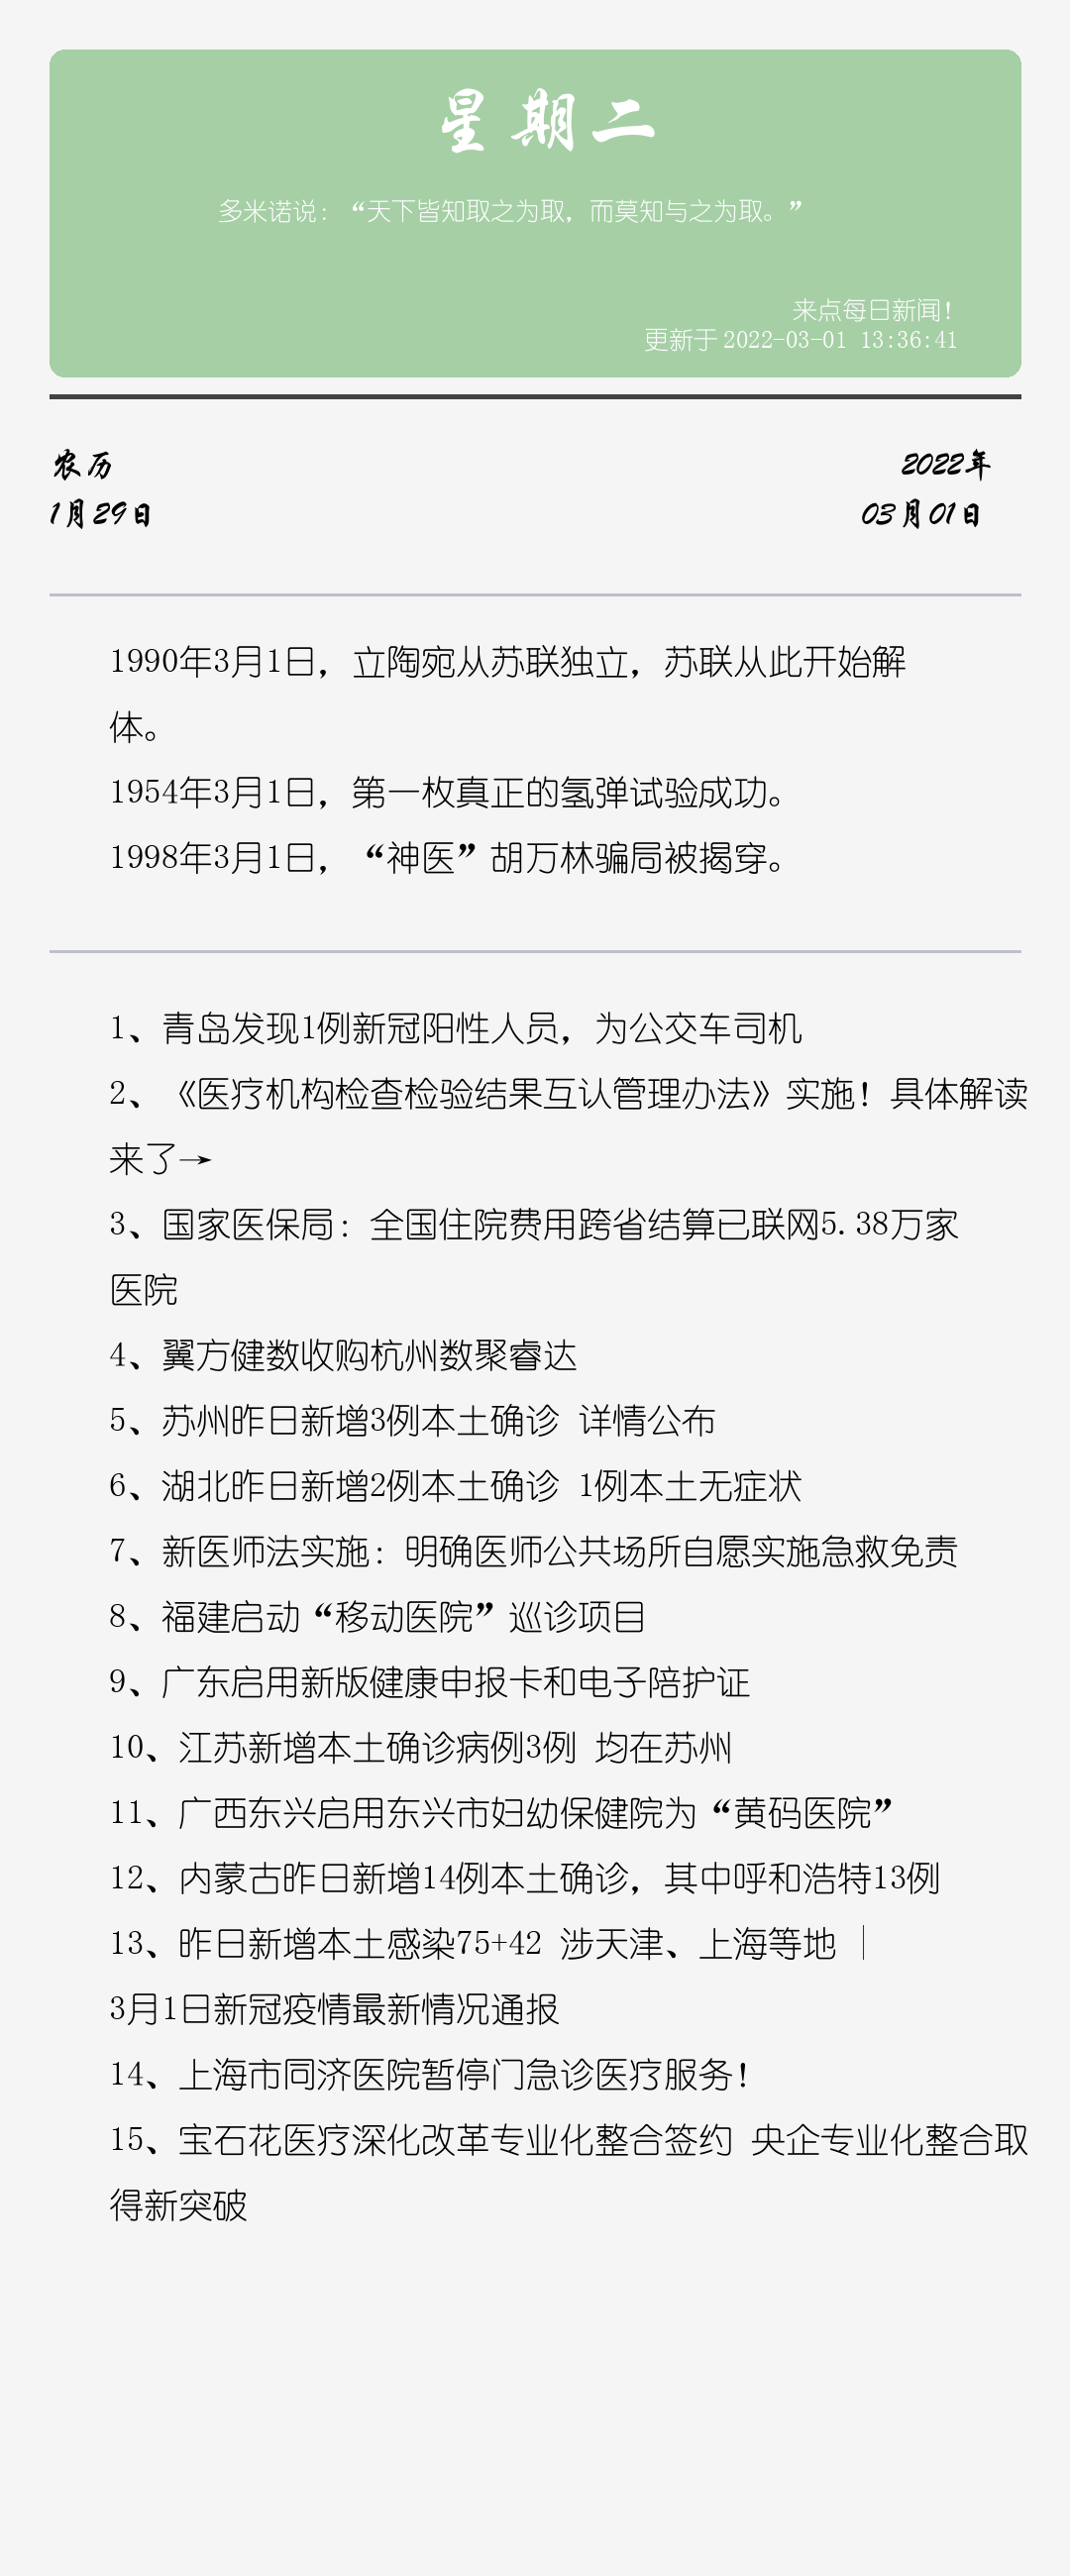 星期二
多米诺说：“天下皆知取之为取，而莫知与之为取。”
来点每日新闻！
更新于 2022-03-01 13:36:41
农历
2022年
1月29日
03月01日
1990年3月1日，立陶宛从苏联独立，苏联从此开始解
体。
1954年3月1日，第一枚真正的氢弹试验成功。
1998年3月1日，“神医”胡万林骗局被揭穿。
1、青岛发现1例新冠阳性人员，为公交车司机
2、《医疗机构检查检验结果互认管理办法》实施！具体解读
来了→
3、国家医保局：全国住院费用跨省结算已联网5.38万家
医院
4、翼方健数收购杭州数聚睿达
5、苏州昨日新增3例本土确诊 详情公布
6、湖北昨日新增2例本土确诊 1例本土无症状
7、新医师法实施：明确医师公共场所自愿实施急救免责
8、福建启动“移动医院”巡诊项目
9、广东启用新版健康申报卡和电子陪护证
10、江苏新增本土确诊病例3例 均在苏州
11、广西东兴启用东兴市妇幼保健院为“黄码医院”
12、内蒙古昨日新增14例本土确诊，其中呼和浩特13例
13、昨日新增本土感染75+42 涉天津、上海等地 |
3月1日新冠疫情最新情况通报
14、上海市同济医院暂停门急诊医疗服务！
15、宝石花医疗深化改革专业化整合签约 央企专业化整合取
得新突破